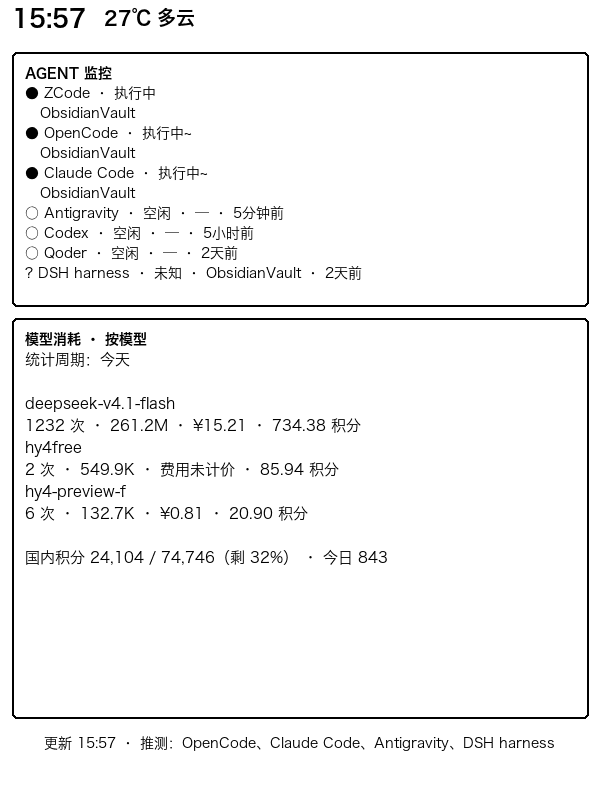 15:57 27°C 多云
AGENT 监控
● ZCode · 执行中
ObsidianVault
● OpenCode · 执行中~
ObsidianVault
● Claude Code · 执行中~
ObsidianVault
○ Antigravity · 空闲 · — · 5分钟前
○ Codex · 空闲 · — · 5小时前
○ Qoder · 空闲 · — · 2天前
? DSH harness · 未知 · ObsidianVault · 2天前
模型消耗 · 按模型
统计周期：今天
deepseek-v4.1-flash
1232 次 · 261.2M · ¥15.21 · 734.38 积分
hy4free
2 次 · 549.9K · 费用未计价 · 85.94 积分
hy4-preview-f
6 次 · 132.7K · ¥0.81 · 20.90 积分
国内积分 24,104 / 74,746（剩 32%） · 今日 843
更新 15:57 · 推测：OpenCode、Claude Code、Antigravity、DSH harness